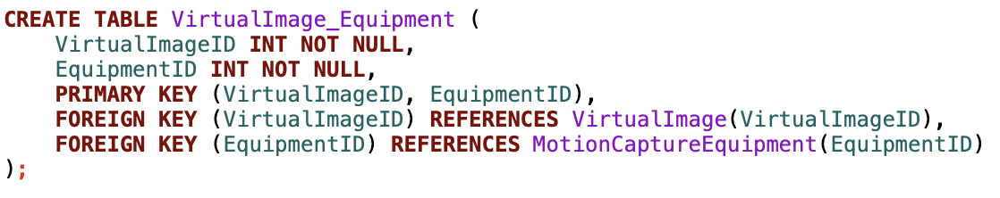 CREATE TABLE VirtualImage_Equipment (
    VirtualImageID INT NOT NULL,
    EquipmentID INT NOT NULL,
    PRIMARY KEY (VirtualImageID, EquipmentID),
    FOREIGN KEY (VirtualImageID) REFERENCES VirtualImage(VirtualImageID),
    FOREIGN KEY (EquipmentID) REFERENCES MotionCaptureEquipment(EquipmentID)
);